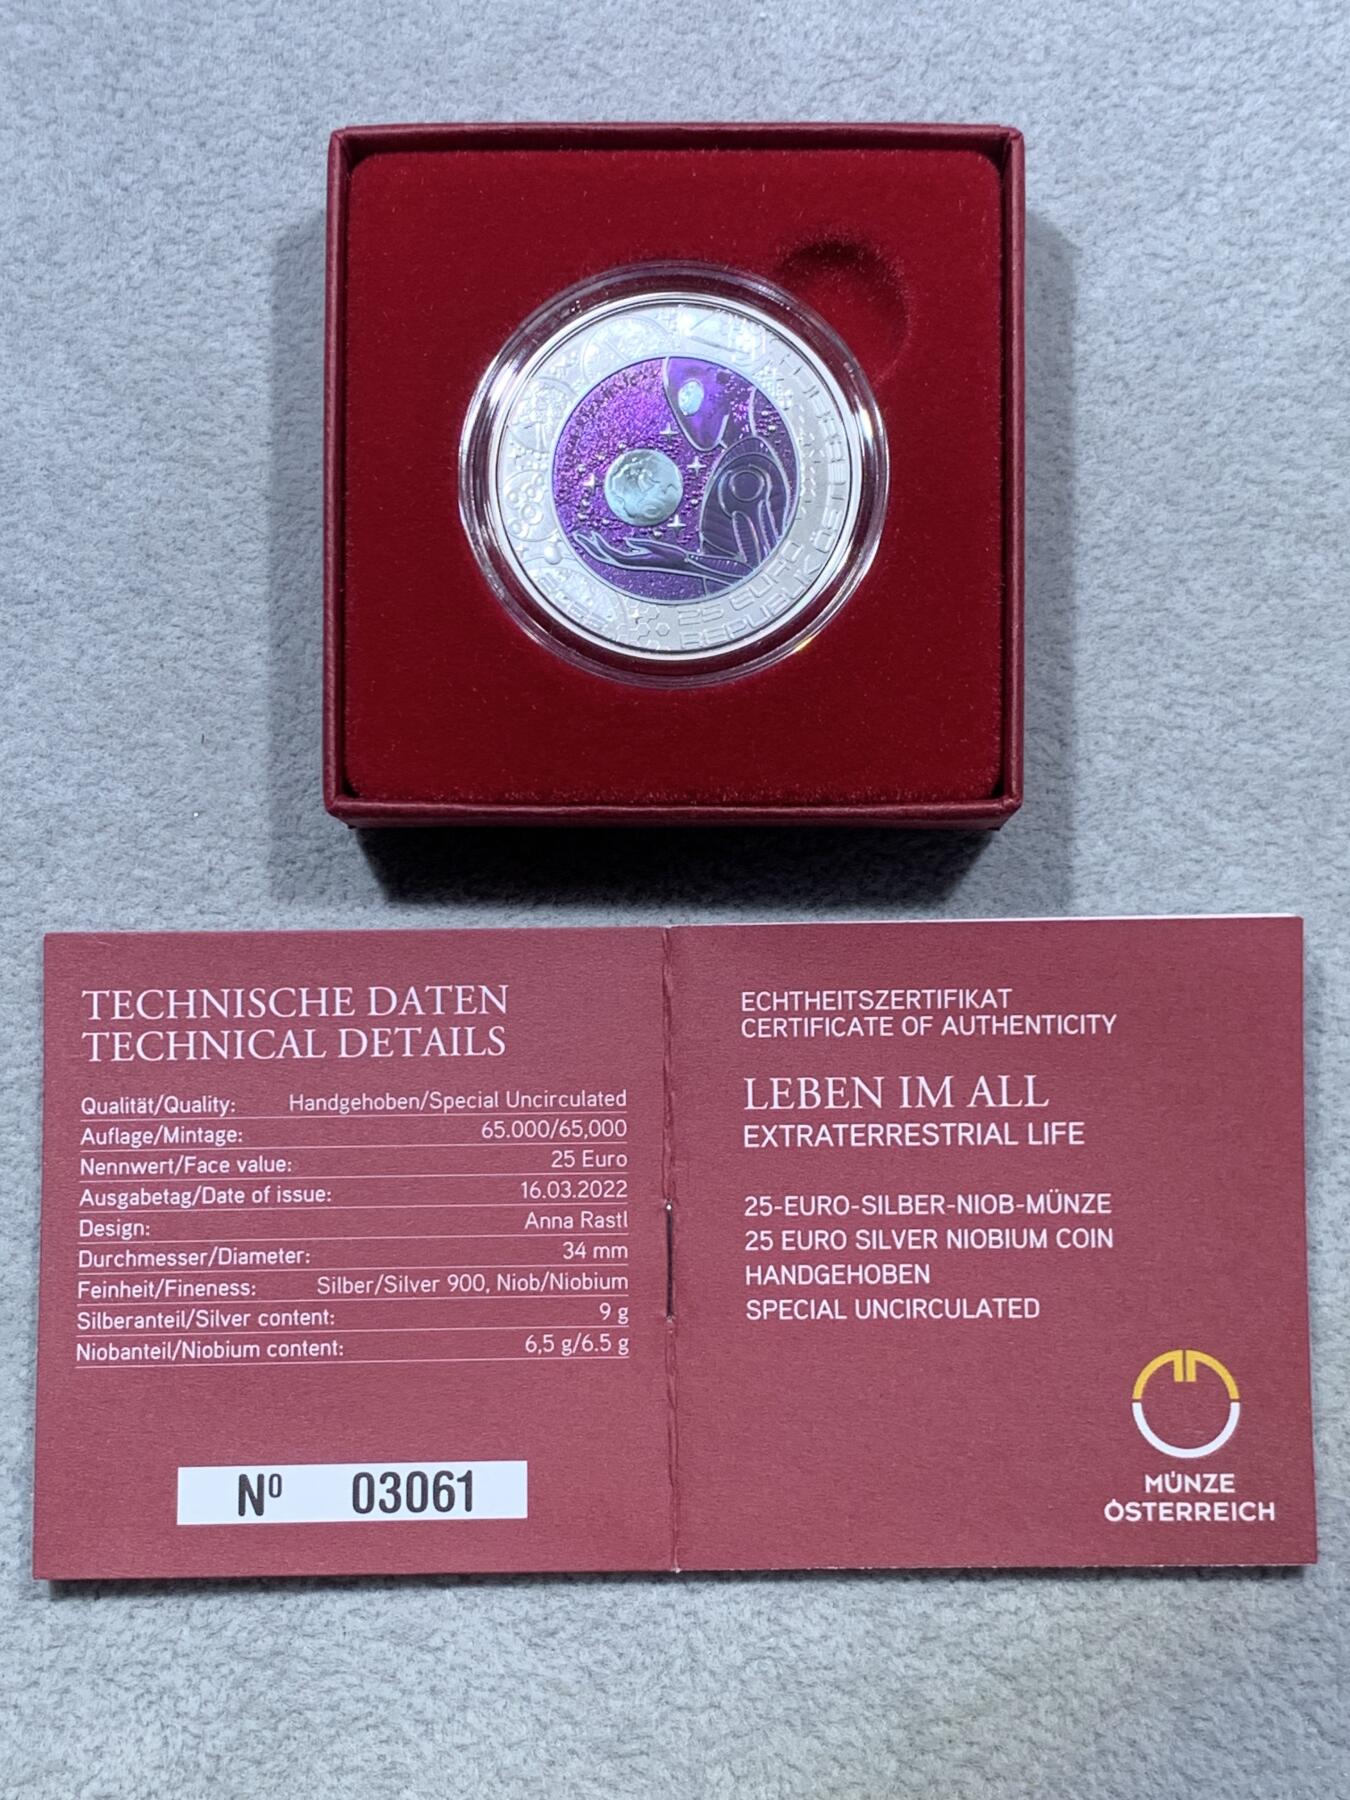 25 EURO
REPUBLIK ÖSTERREICH
TECHNISCHE DATEN
TECHNICAL DETAILS
Qualität/Quality: Handgehoben/Special Uncirculated
Auflage/Mintage: 65.000/65,000
Nennwert/Face value: 25 Euro
Ausgabetag/Date of issue: 16.03.2022
Design: Anna Rastl
Durchmesser/Diameter: 34 mm
Feinheit/Fineness: Silber/Silver 900, Niob/Niobium
Silberanteil/Silver content: 9 g
Niobanteil/Niobium content: 6,5 g/6.5 g
Nº 03061
ECHTHEITSZERTIFIKAT
CERTIFICATE OF AUTHENTICITY
LEBEN IM ALL
EXTRATERRESTRIAL LIFE
25-EURO-SILBER-NIOB-MÜNZE
25 EURO SILVER NIOBIUM COIN
HANDGEHOBEN
SPECIAL UNCIRCULATED
MÜNZE
ÖSTERREICH